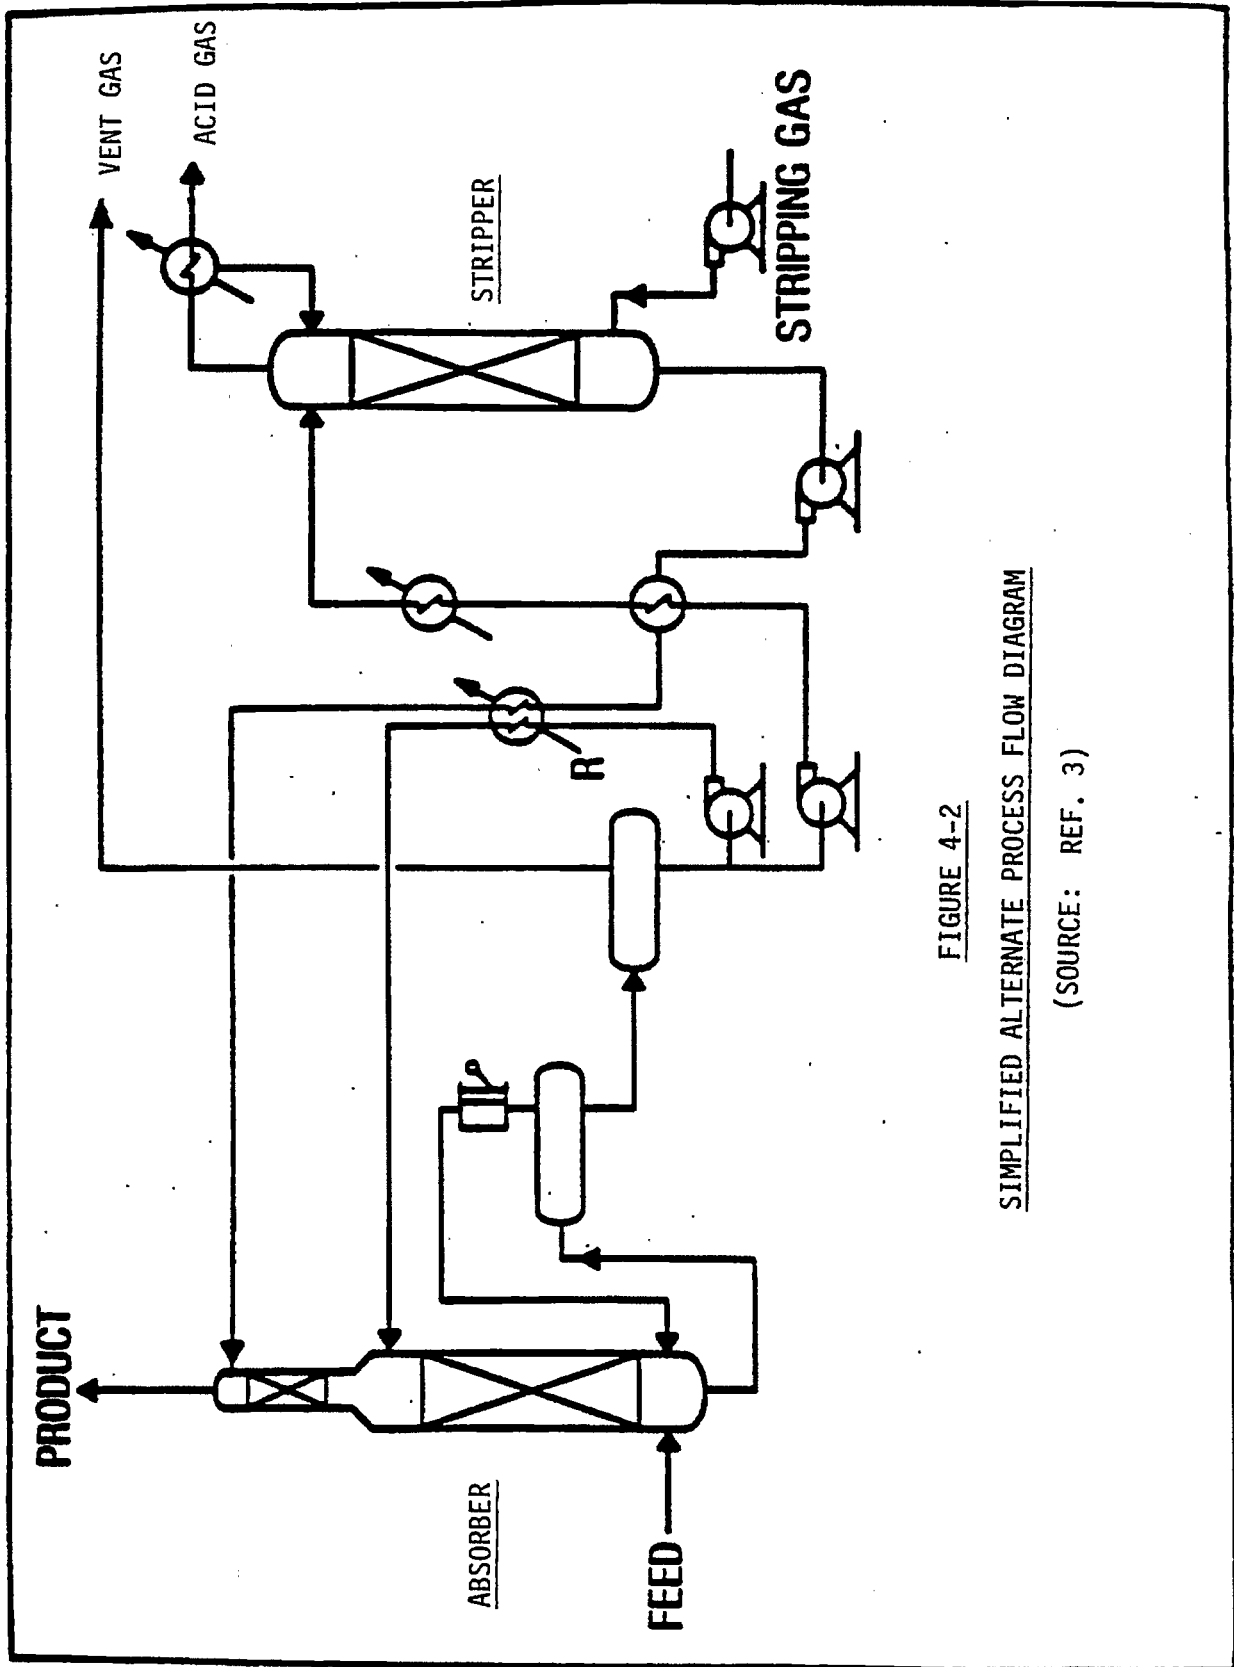 PRODUCT
VENT GAS
ACID GAS
ABSORBER
STRIPPER
R
FEED
STRIPPING GAS
FIGURE 4-2
SIMPLIFIED ALTERNATE PROCESS FLOW DIAGRAM
(SOURCE: REF. 3)